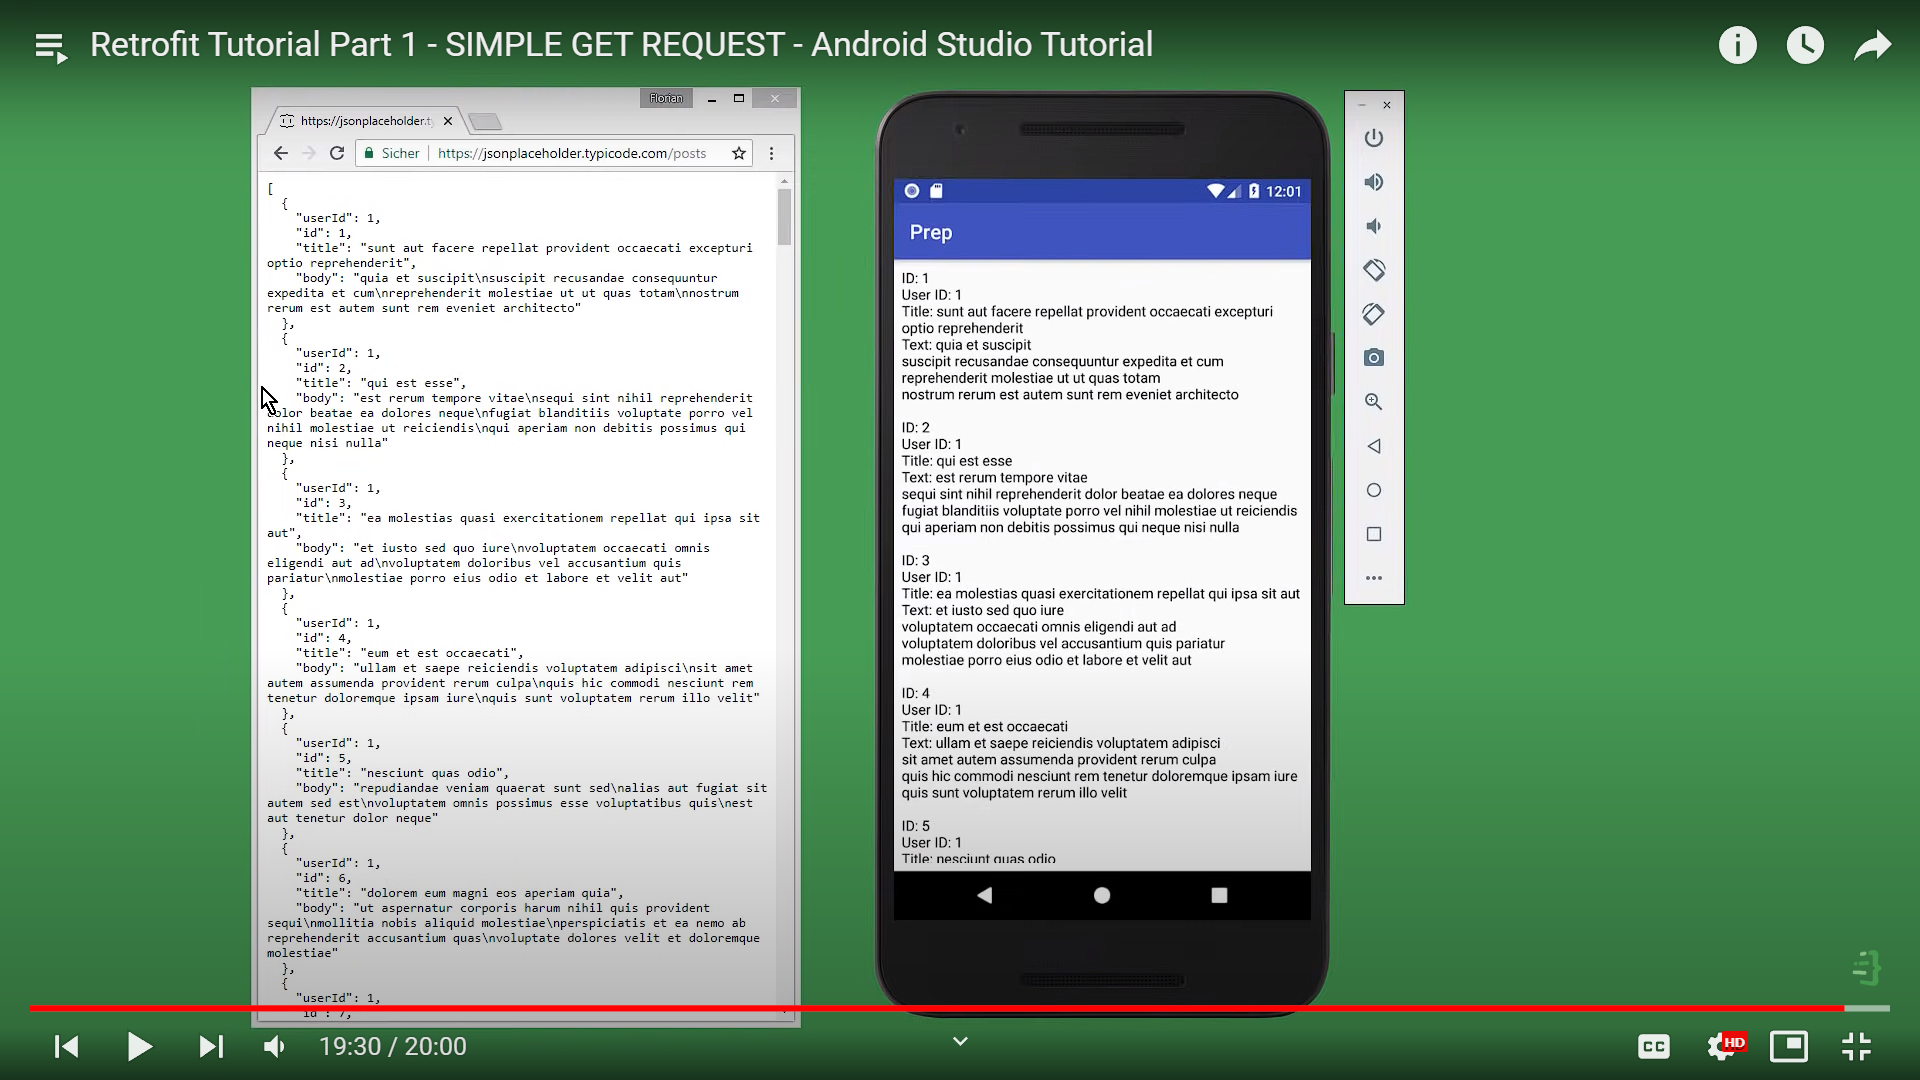 Retrofit Tutorial Part 1 - SIMPLE GET REQUEST - Android Studio Tutorial
Florian
https://jsonplaceholder.ty
Sicher
https://jsonplaceholder.typicode.com/posts
[
{
"userId": 1,
"id": 1,
"title": "sunt aut facere repellat provident occaecati excepturi
optio reprehenderit",
"body": "quia et suscipit\nsuscipit recusandae consequuntur
expedita et cum\nreprehenderit molestiae ut ut quas totam\nnostrum
rerum est autem sunt rem eveniet architecto"
},
{
"userId": 1,
"id": 2,
"title": "qui est esse",
"body": "est rerum tempore vitae\nsequi sint nihil reprehenderit
dolor beatae ea dolores neque\nfugiat blanditiis voluptate porro vel
nihil molestiae ut reiciendis\nqui aperiam non debitis possimus qui
neque nisi nulla"
},
{
"userId": 1,
"id": 3,
"title": "ea molestias quasi exercitationem repellat qui ipsa sit
aut",
"body": "et iusto sed quo iure\nvoluptatem occaecati omnis
eligendi aut ad\nvoluptatem doloribus vel accusantium quis
pariatur\nmolestiae porro eius odio et labore et velit aut"
},
{
"userId": 1,
"id": 4,
"title": "eum et est occaecati",
"body": "ullam et saepe reiciendis voluptatem adipisci\nsit amet
autem assumenda provident rerum culpa\nquis hic commodi nesciunt rem
tenetur doloremque ipsam iure\nquis sunt voluptatem rerum illo velit"
},
{
"userId": 1,
"id": 5,
"title": "nesciunt quas odio",
"body": "repudiandae veniam quaerat sunt sed\nalias aut fugiat sit
autem sed est\nvoluptatem omnis possimus esse voluptatibus quis\nest
aut tenetur dolor neque"
},
{
"userId": 1,
"id": 6,
"title": "dolorem eum magni eos aperiam quia",
"body": "ut aspernatur corporis harum nihil quis provident
sequi\nmollitia nobis aliquid molestiae\nperspiciatis et ea nemo ab
reprehenderit accusantium quas\nvoluptate dolores velit et doloremque
molestiae"
},
{
"userId": 1,
"id": 7,
12:01
Prep
ID: 1
User ID: 1
Title: sunt aut facere repellat provident occaecati excepturi
optio reprehenderit
Text: quia et suscipit
suscipit recusandae consequuntur expedita et cum
reprehenderit molestiae ut ut quas totam
nostrum rerum est autem sunt rem eveniet architecto
ID: 2
User ID: 1
Title: qui est esse
Text: est rerum tempore vitae
sequi sint nihil reprehenderit dolor beatae ea dolores neque
fugiat blanditiis voluptate porro vel nihil molestiae ut reiciendis
qui aperiam non debitis possimus qui neque nisi nulla
ID: 3
User ID: 1
Title: ea molestias quasi exercitationem repellat qui ipsa sit aut
Text: et iusto sed quo iure
voluptatem occaecati omnis eligendi aut ad
voluptatem doloribus vel accusantium quis pariatur
molestiae porro eius odio et labore et velit aut
ID: 4
User ID: 1
Title: eum et est occaecati
Text: ullam et saepe reiciendis voluptatem adipisci
sit amet autem assumenda provident rerum culpa
quis hic commodi nesciunt rem tenetur doloremque ipsam iure
quis sunt voluptatem rerum illo velit
ID: 5
User ID: 1
Title: nesciunt quas odio
19:30 / 20:00
CC
HD